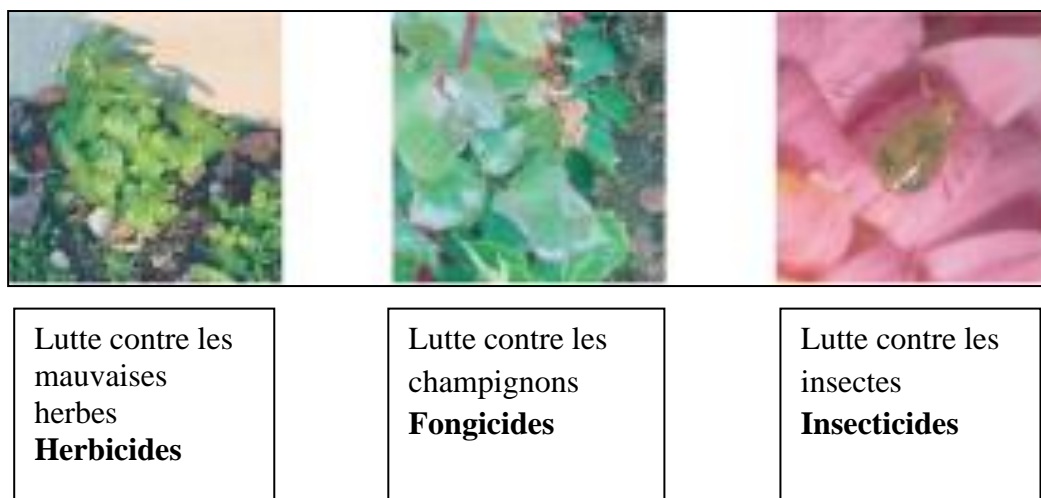 Lutte contre les
mauvaises
herbes
Herbicides
Lutte contre les
champignons
Fongicides
Lutte contre les
insectes
Insecticides